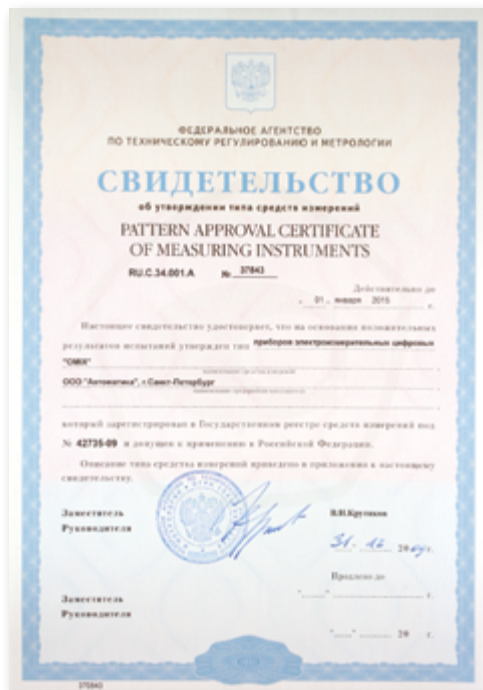 ФЕДЕРАЛЬНОЕ АГЕНТСТВО
ПО ТЕХНИЧЕСКОМУ РЕГУЛИРОВАНИЮ И МЕТРОЛОГИИ
СВИДЕТЕЛЬСТВО
об утверждении типа средств измерений
PATTERN APPROVAL CERTIFICATE
OF MEASURING INSTRUMENTS
RU.C.34.001.A № 37843
Действительно до
" 01 " января 2015 г.
Настоящее свидетельство удостоверяет, что на основании положительных
результатов испытаний утвержден тип приборов электроизмерительных цифровых
"ОМІХ"
наименование средства измерений
ООО "Автоматика", г.Санкт-Петербург
который зарегистрирован в Государственном реестре средств измерений под
№ 42735-09 и допущен к применению в Российской Федерации.
Описание типа средства измерений приведено в приложении к настоящему
свидетельству.
Заместитель
Руководителя
В.Н.Крутиков
2009г.
Продлено до
" " г.
Заместитель
Руководителя
" " 20 г.